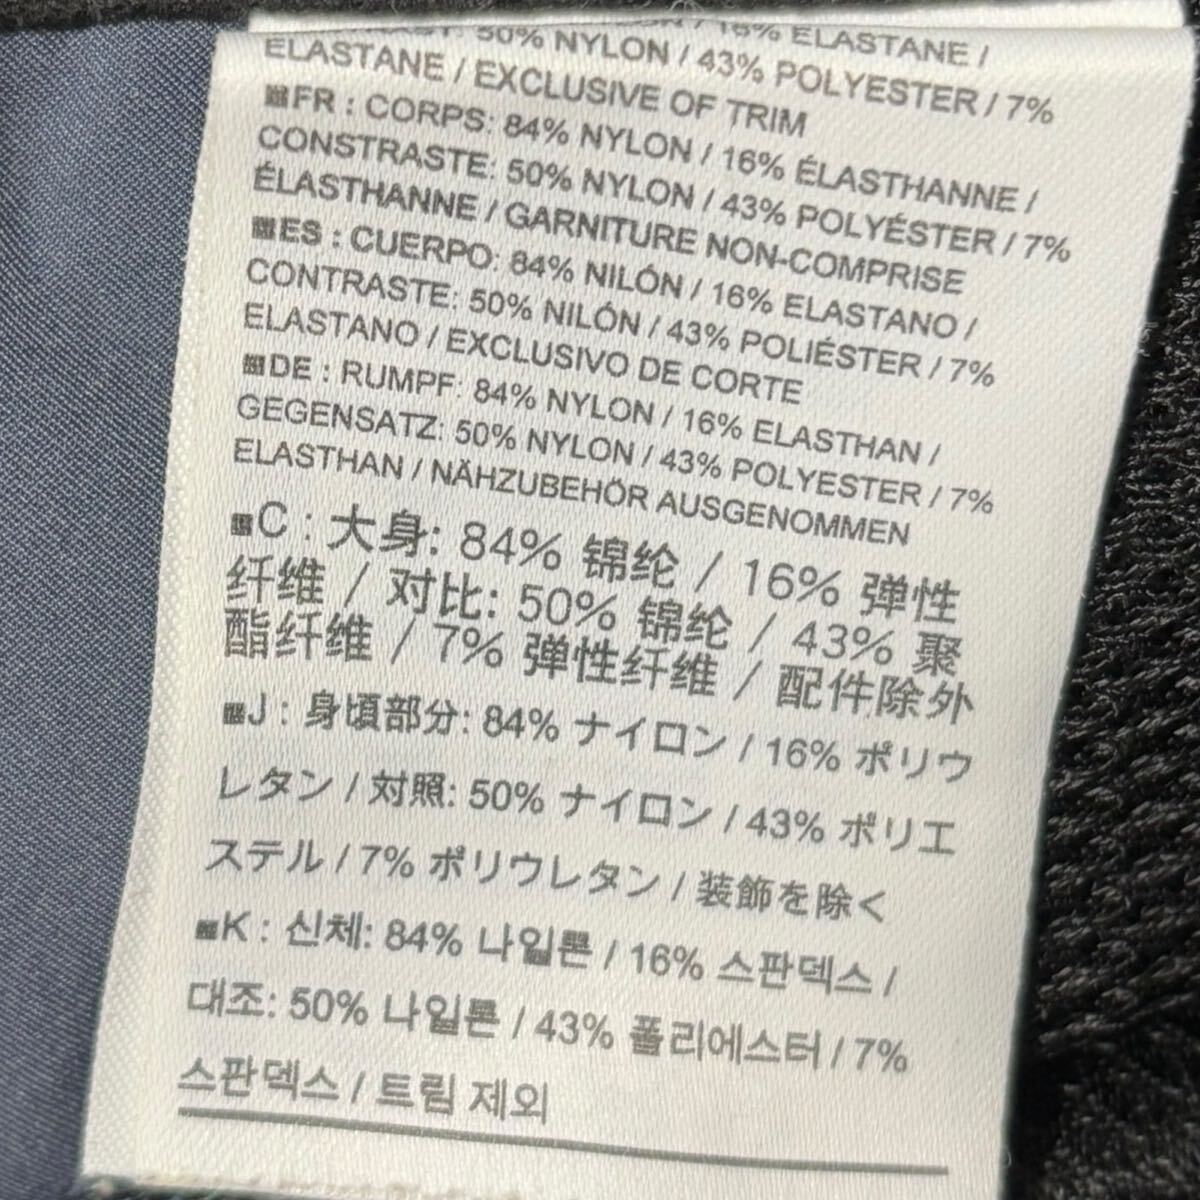 16% ELASTANE /
50% NYLON / 43% POLYESTER / 7%
ELASTANE / EXCLUSIVE OF TRIM
■FR : CORPS: 84% NYLON / 16% ÉLASTHANNE /
CONSTRASTE: 50% NYLON / 43% POLYÉSTER / 7%
ÉLASTHANNE / GARNITURE NON-COMPRISE
■ES : CUERPO: 84% NILÓN / 16% ELASTANO /
CONTRASTE: 50% NILÓN / 43% POLIÉSTER / 7%
ELASTANO / EXCLUSIVO DE CORTE
■DE : RUMPF: 84% NYLON / 16% ELASTHAN /
GEGENSATZ: 50% NYLON / 43% POLYESTER / 7%
ELASTHAN / NÄHZUBEHÖR AUSGENOMMEN
■C : 大身: 84% 锦纶 / 16% 弹性
纤维 / 对比: 50% 锦纶 / 43% 聚
酯纤维 / 7% 弹性纤维 / 配件除外
■J : 身頃部分: 84% ナイロン / 16% ポリウ
レタン / 対照: 50% ナイロン / 43% ポリエ
ステル / 7% ポリウレタン / 装飾を除く
■K : 신체: 84% 나일론 / 16% 스판덱스 /
대조: 50% 나일론 / 43% 폴리에스터 / 7%
스판덱스 / 트림 제외